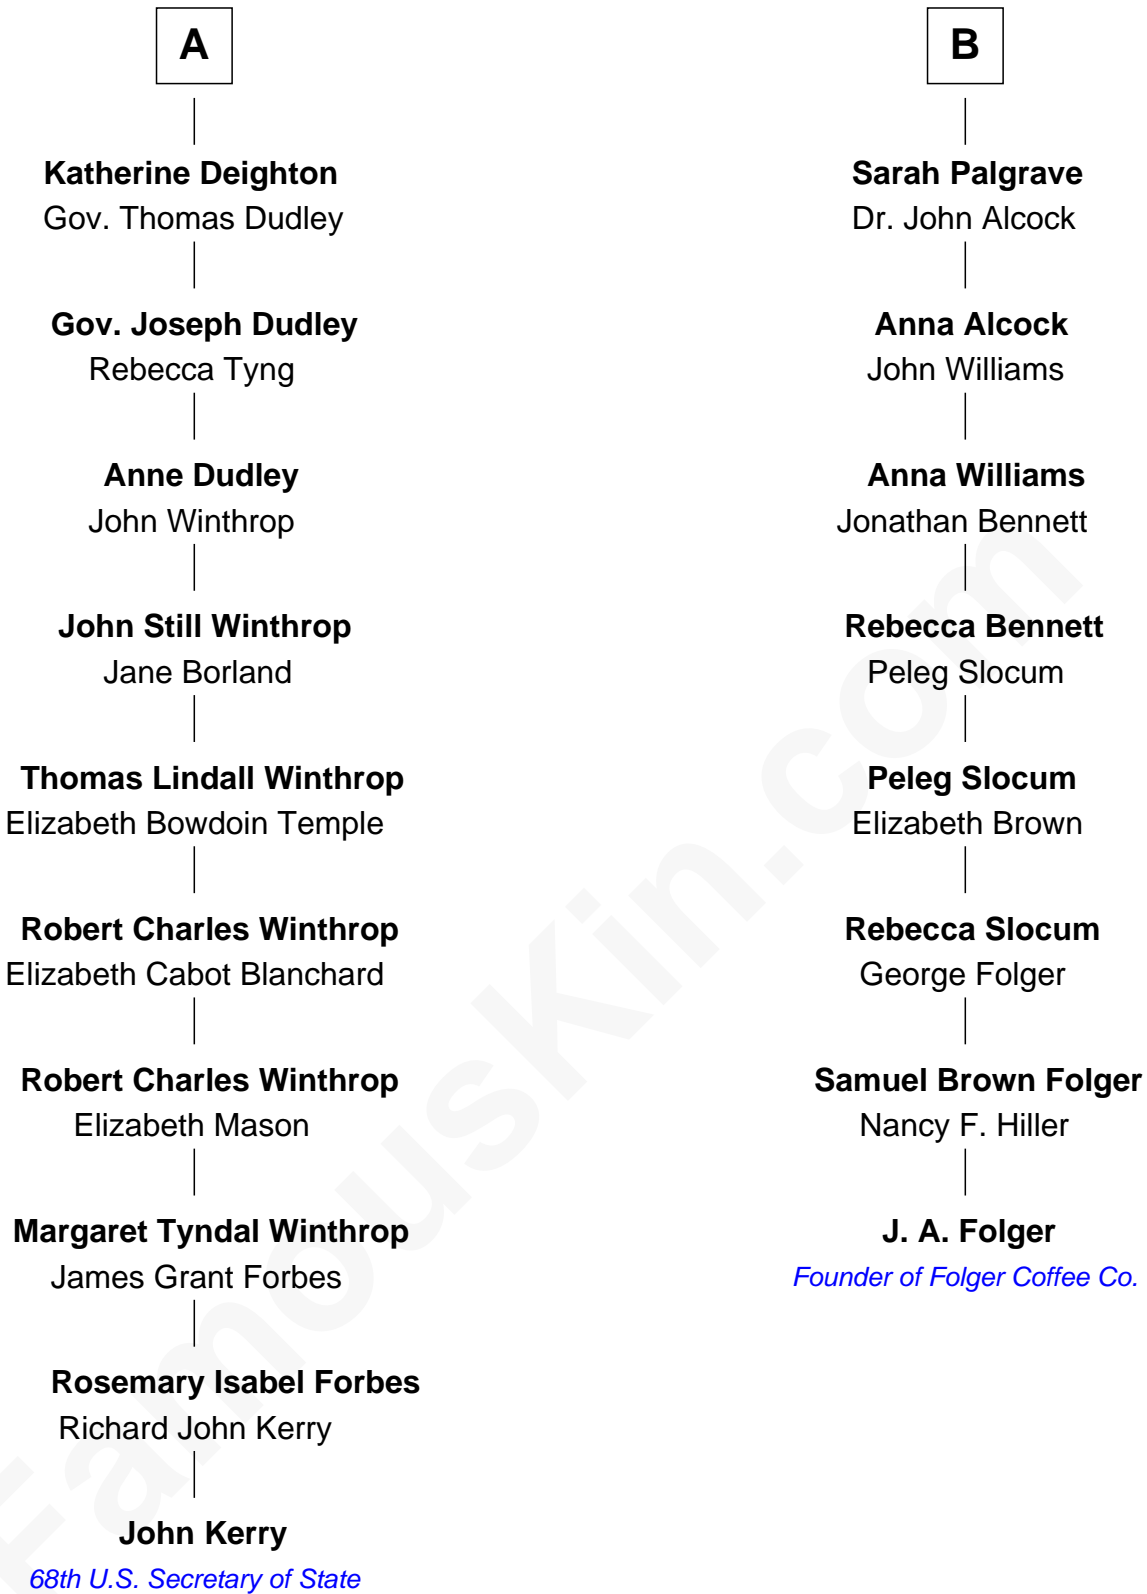 A
Katherine Deighton
Gov. Thomas Dudley
Gov. Joseph Dudley
Rebecca Tyng
Anne Dudley
John Winthrop
John Still Winthrop
Jane Borland
Thomas Lindall Winthrop
Elizabeth Bowdoin Temple
Robert Charles Winthrop
Elizabeth Cabot Blanchard
Robert Charles Winthrop
Elizabeth Mason
Margaret Tyndal Winthrop
James Grant Forbes
Rosemary Isabel Forbes
Richard John Kerry
John Kerry
68th U.S. Secretary of State
B
Sarah Palgrave
Dr. John Alcock
Anna Alcock
John Williams
Anna Williams
Jonathan Bennett
Rebecca Bennett
Peleg Slocum
Peleg Slocum
Elizabeth Brown
Rebecca Slocum
George Folger
Samuel Brown Folger
Nancy F. Hiller
J. A. Folger
Founder of Folger Coffee Co.
FamousKin.com